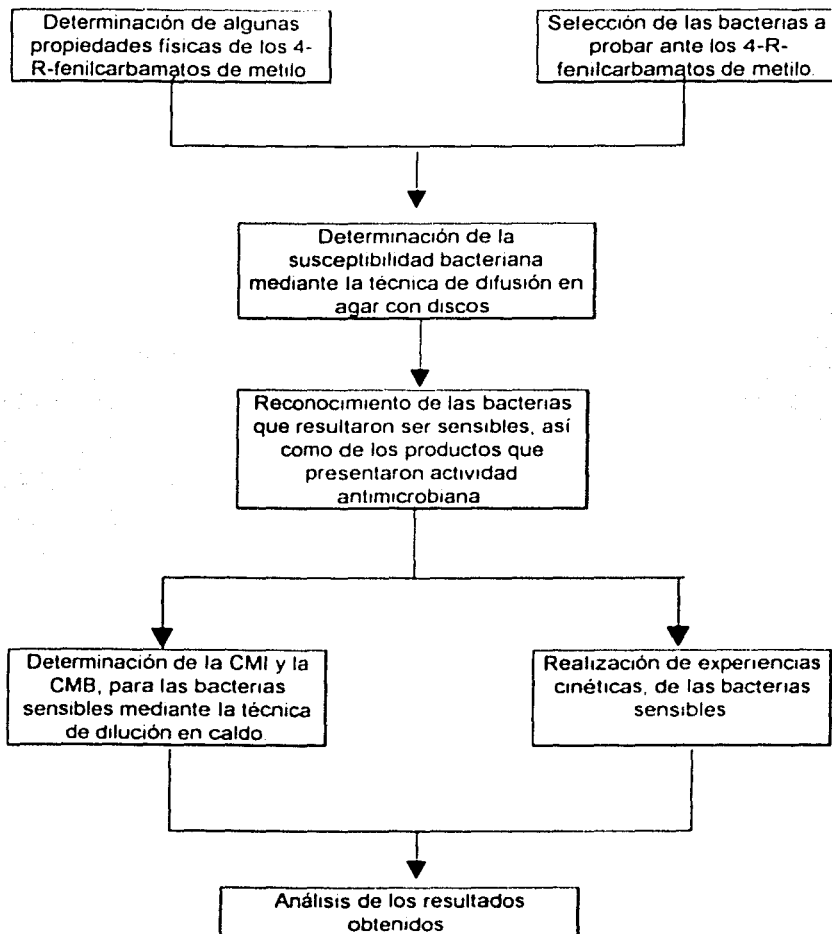 Determinación de algunas
propiedades físicas de los 4-
R-fenilcarbamatos de metilo
Selección de las bacterias a
probar ante los 4-R-
fenilcarbamatos de metilo.
Determinación de la
susceptibilidad bacteriana
mediante la técnica de difusión en
agar con discos
Reconocimiento de las bacterias
que resultaron ser sensibles, así
como de los productos que
presentaron actividad
antimicrobiana
Determinación de la CMI y la
CMB, para las bacterias
sensibles mediante la técnica
de dilución en caldo
Realización de experiencias
cinéticas, de las bacterias
sensibles
Análisis de los resultados
obtenidos